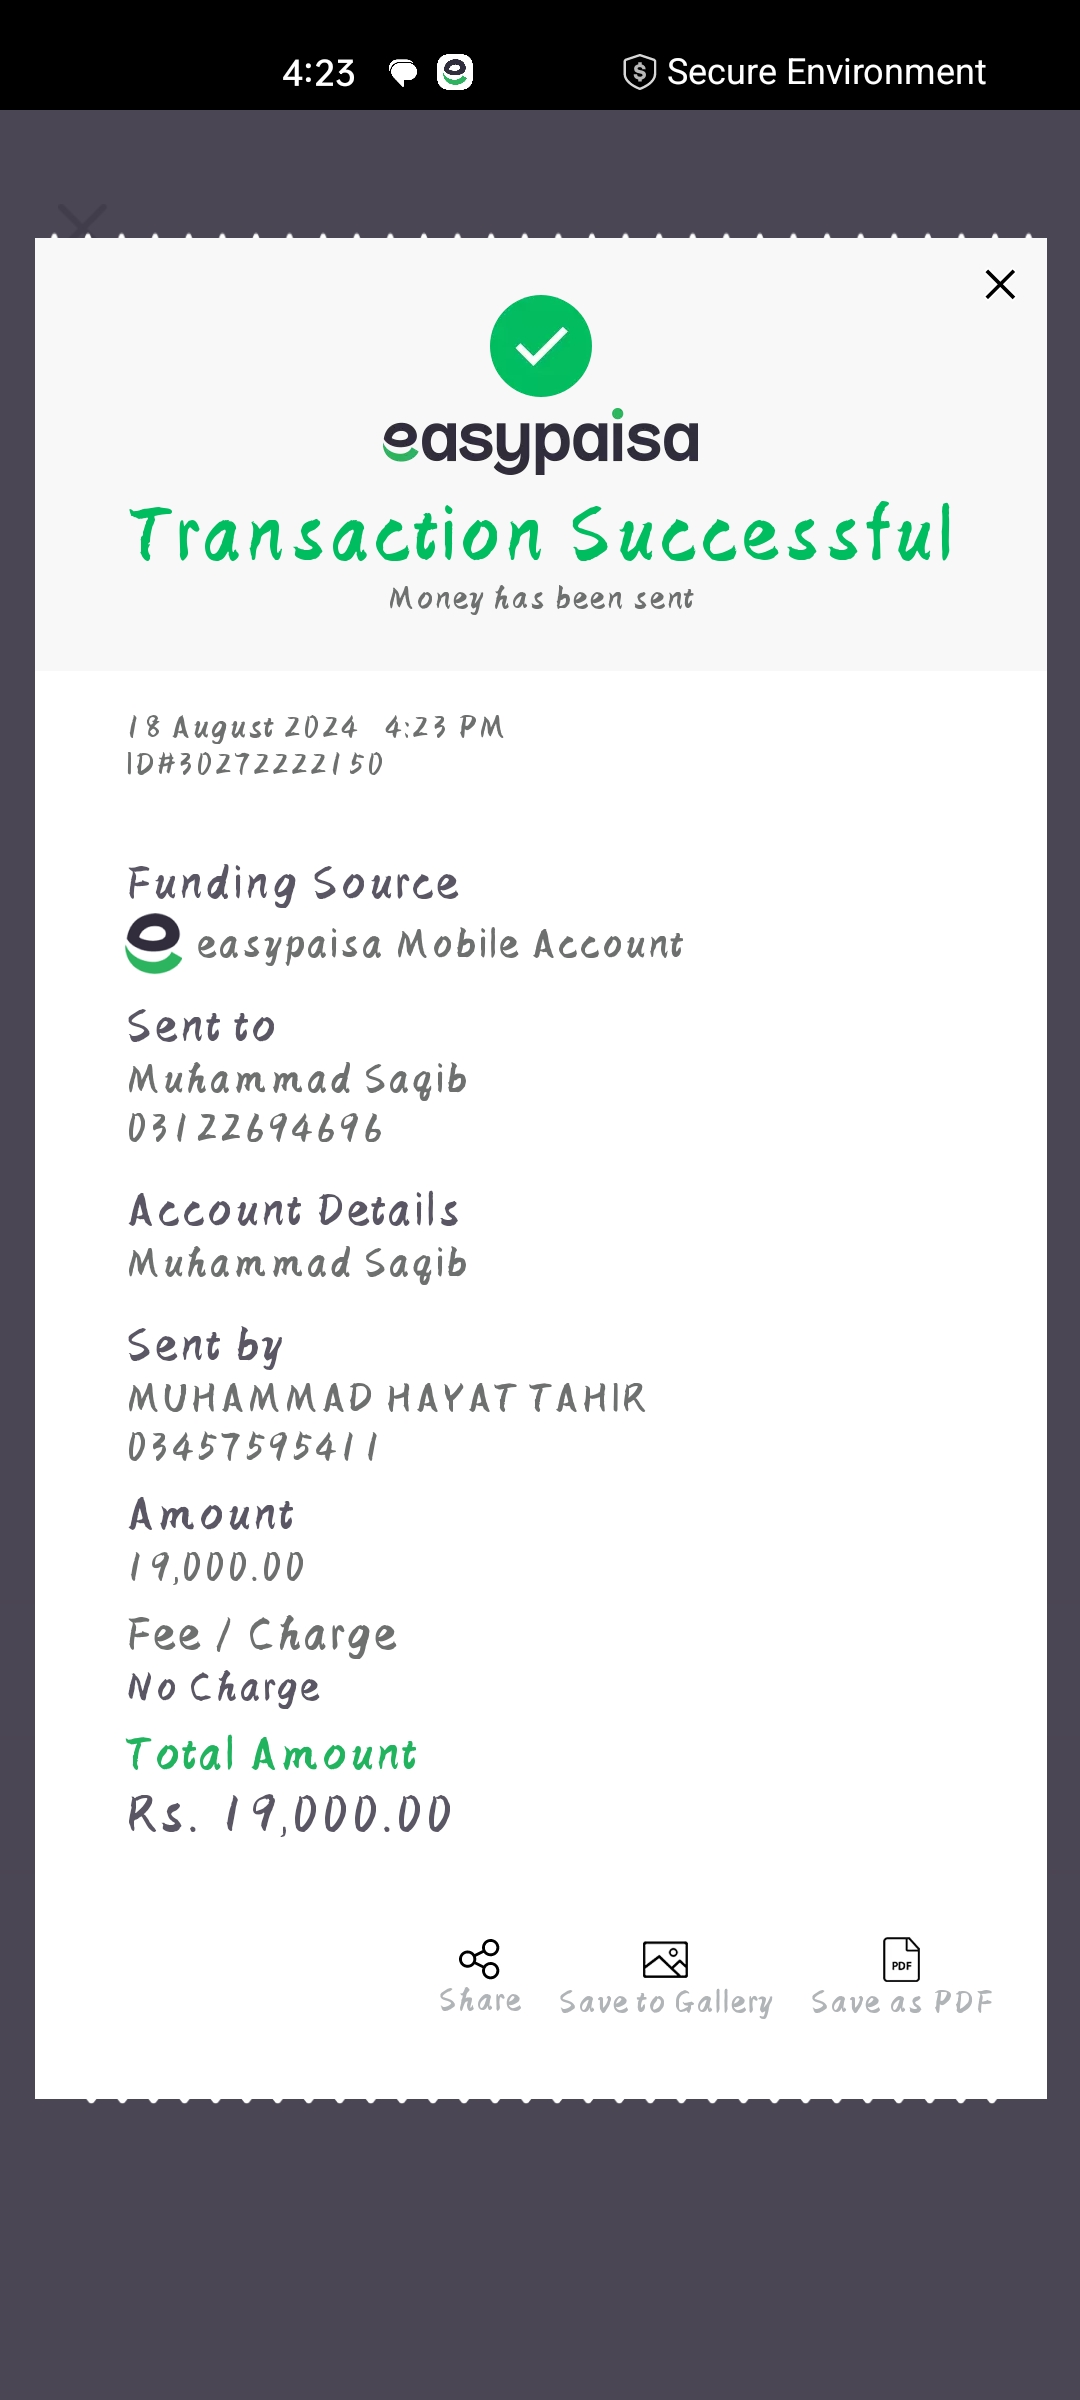 4:23 Secure Environment
easypaisa
Transaction Successful
Money has been sent
18 August 2024 4:23 PM
ID#30272222150
Funding Source
easypaisa Mobile Account
Sent to
Muhammad Saqib
03122694696
Account Details
Muhammad Saqib
Sent by
MUHAMMAD HAYAT TAHIR
03457595411
Amount
19,000.00
Fee / Charge
No Charge
Total Amount
Rs. 19,000.00
PDF
Share Save to Gallery Save as PDF